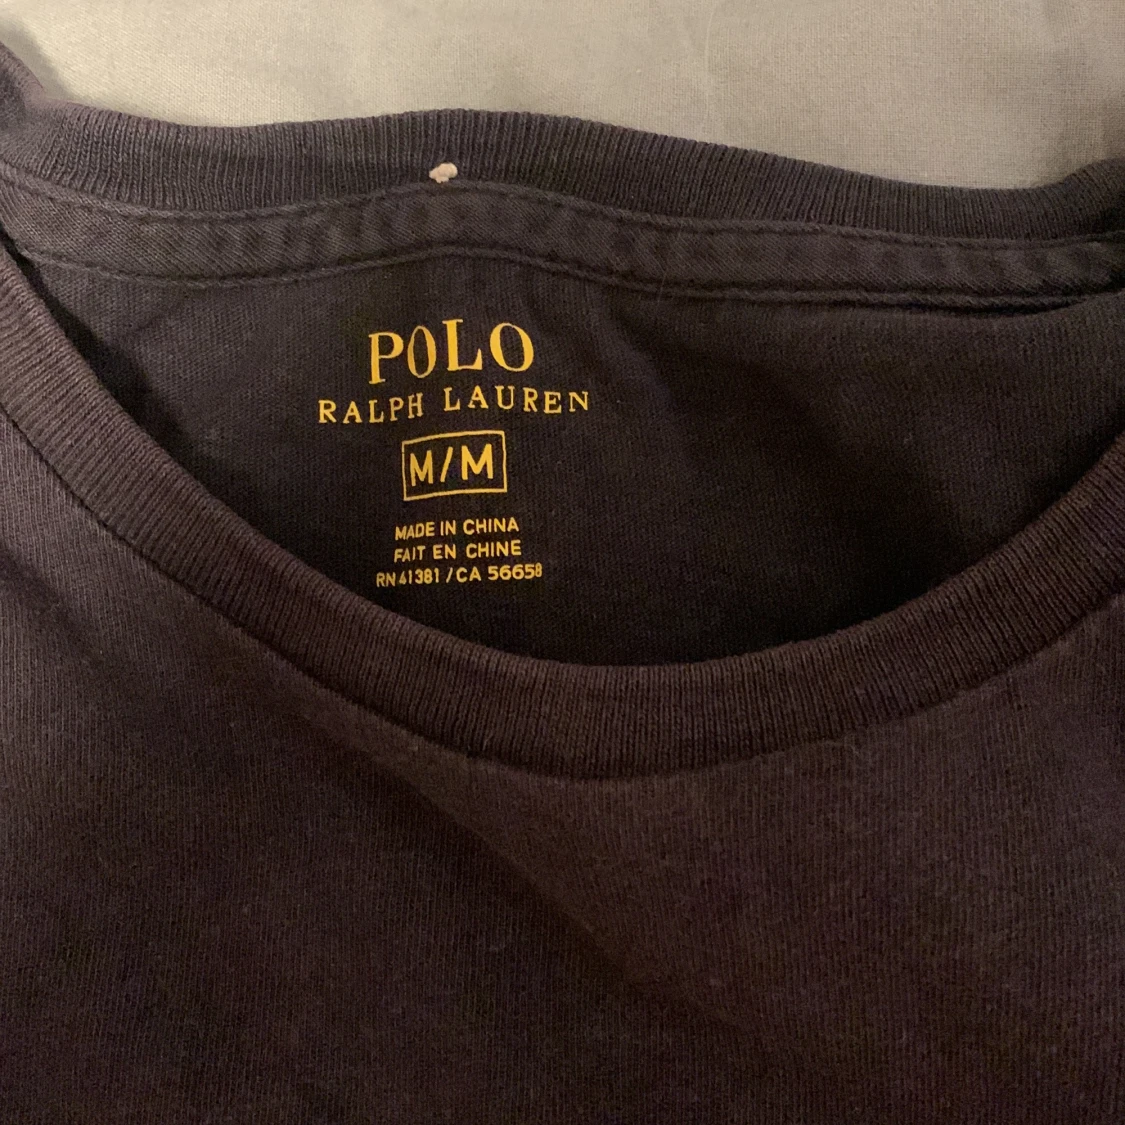 POLO
RALPH LAUREN
M/M
MADE IN CHINA
FAIT EN CHINE
RN 41381 / CA 56658